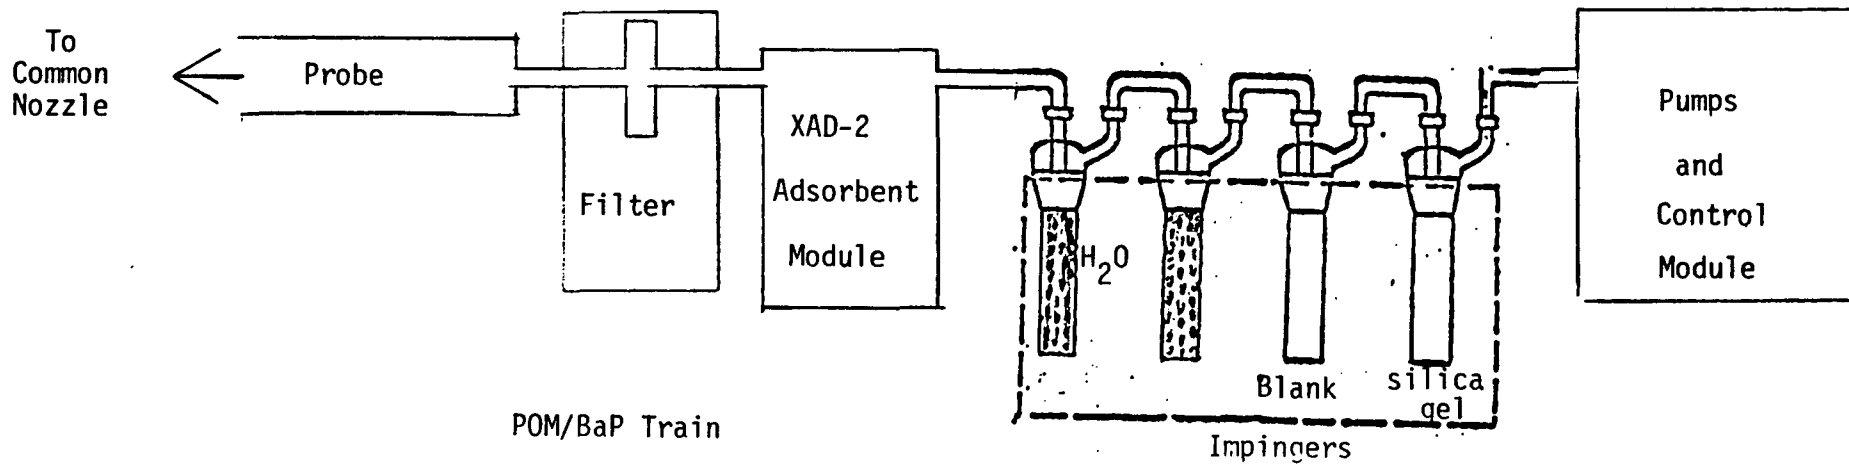 To
Common
Nozzle
Probe
Filter
XAD-2
Adsorbent
Module
H₂O
Blank
silica
gel
Impingers
Pumps
and
Control
Module
POM/BaP Train